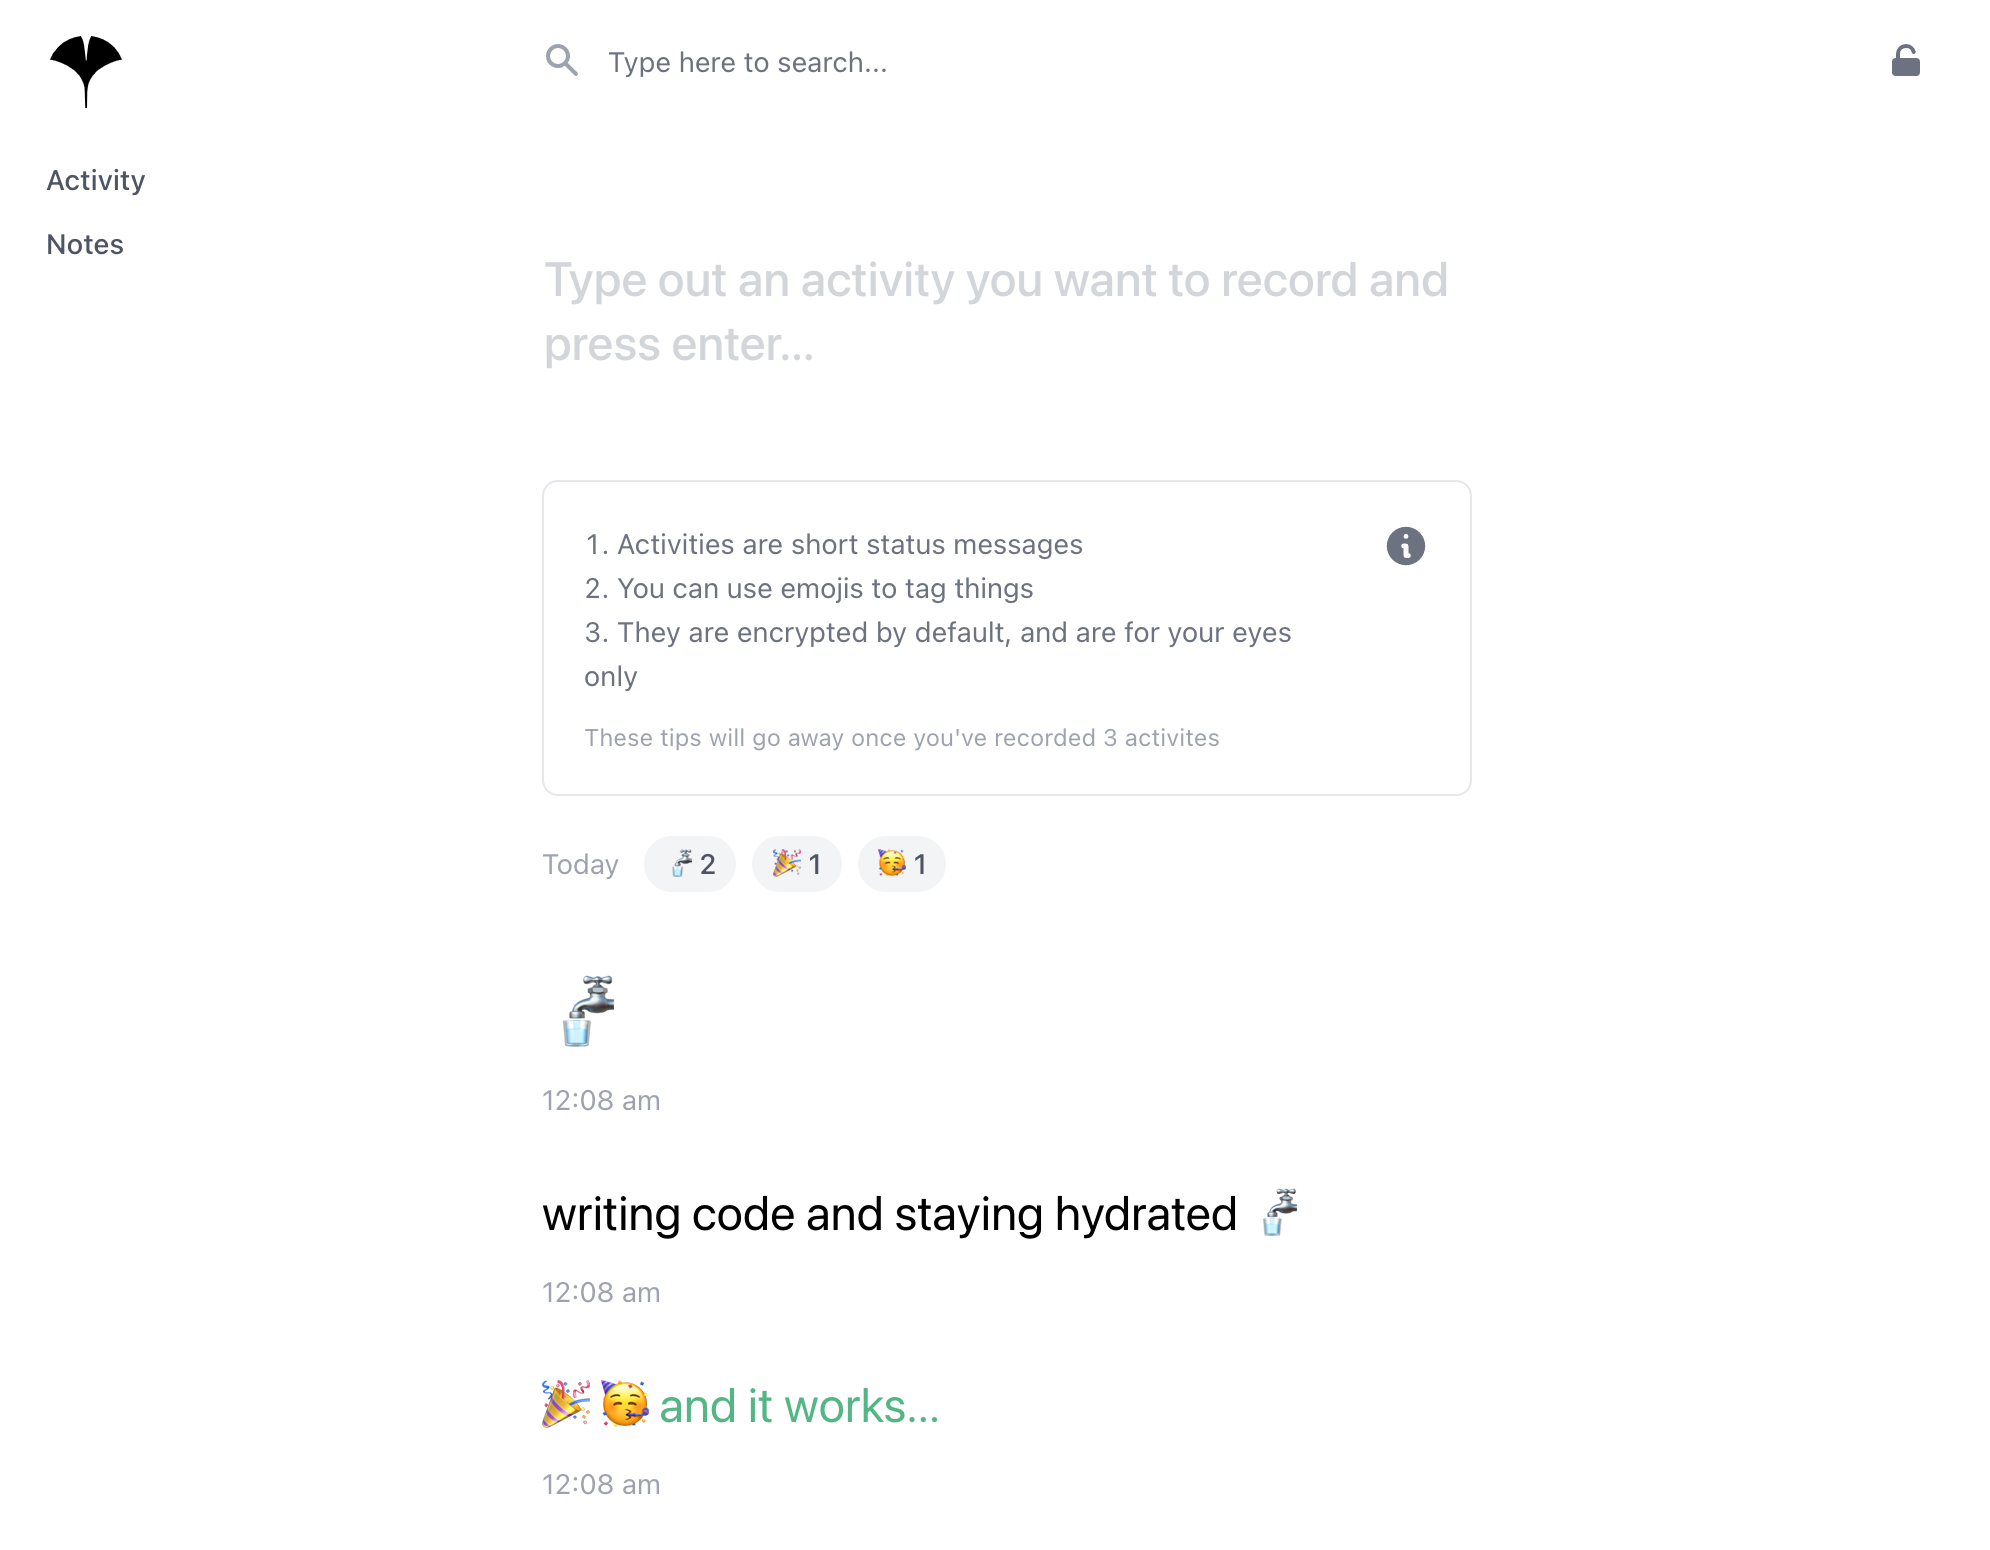 Type here to search...
Activity
Notes
Type out an activity you want to record and
press enter...
1. Activities are short status messages
2. You can use emojis to tag things
3. They are encrypted by default, and are for your eyes
only
These tips will go away once you've recorded 3 activites
Today 🚰 2 🎉 1 🥳 1
🚰
12:08 am
writing code and staying hydrated 🚰
12:08 am
🎉🥳 and it works...
12:08 am